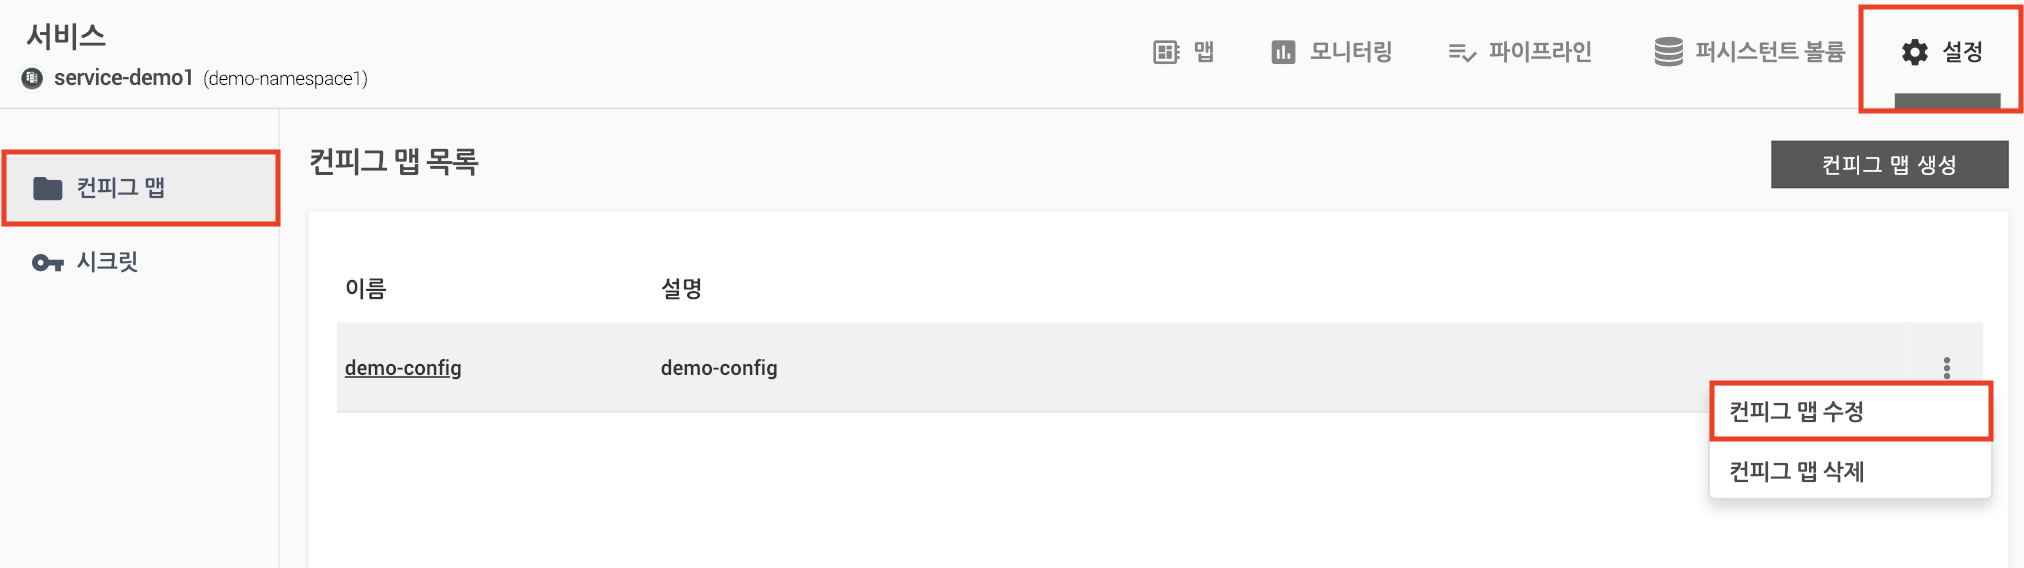 서비스
service-demo1 (demo-namespace1)
맵
모니터링
파이프라인
퍼시스턴트 볼륨
설정
컨피그 맵
시크릿
컨피그 맵 목록
컨피그 맵 생성
이름 설명
demo-config demo-config
컨피그 맵 수정
컨피그 맵 삭제